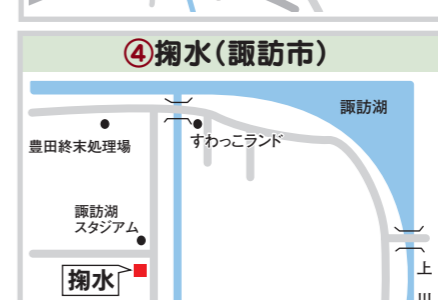 ④掬水（諏訪市）
諏訪湖
豊田終末処理場
すわっこランド
諏訪湖
スタジアム
掬水
上
川